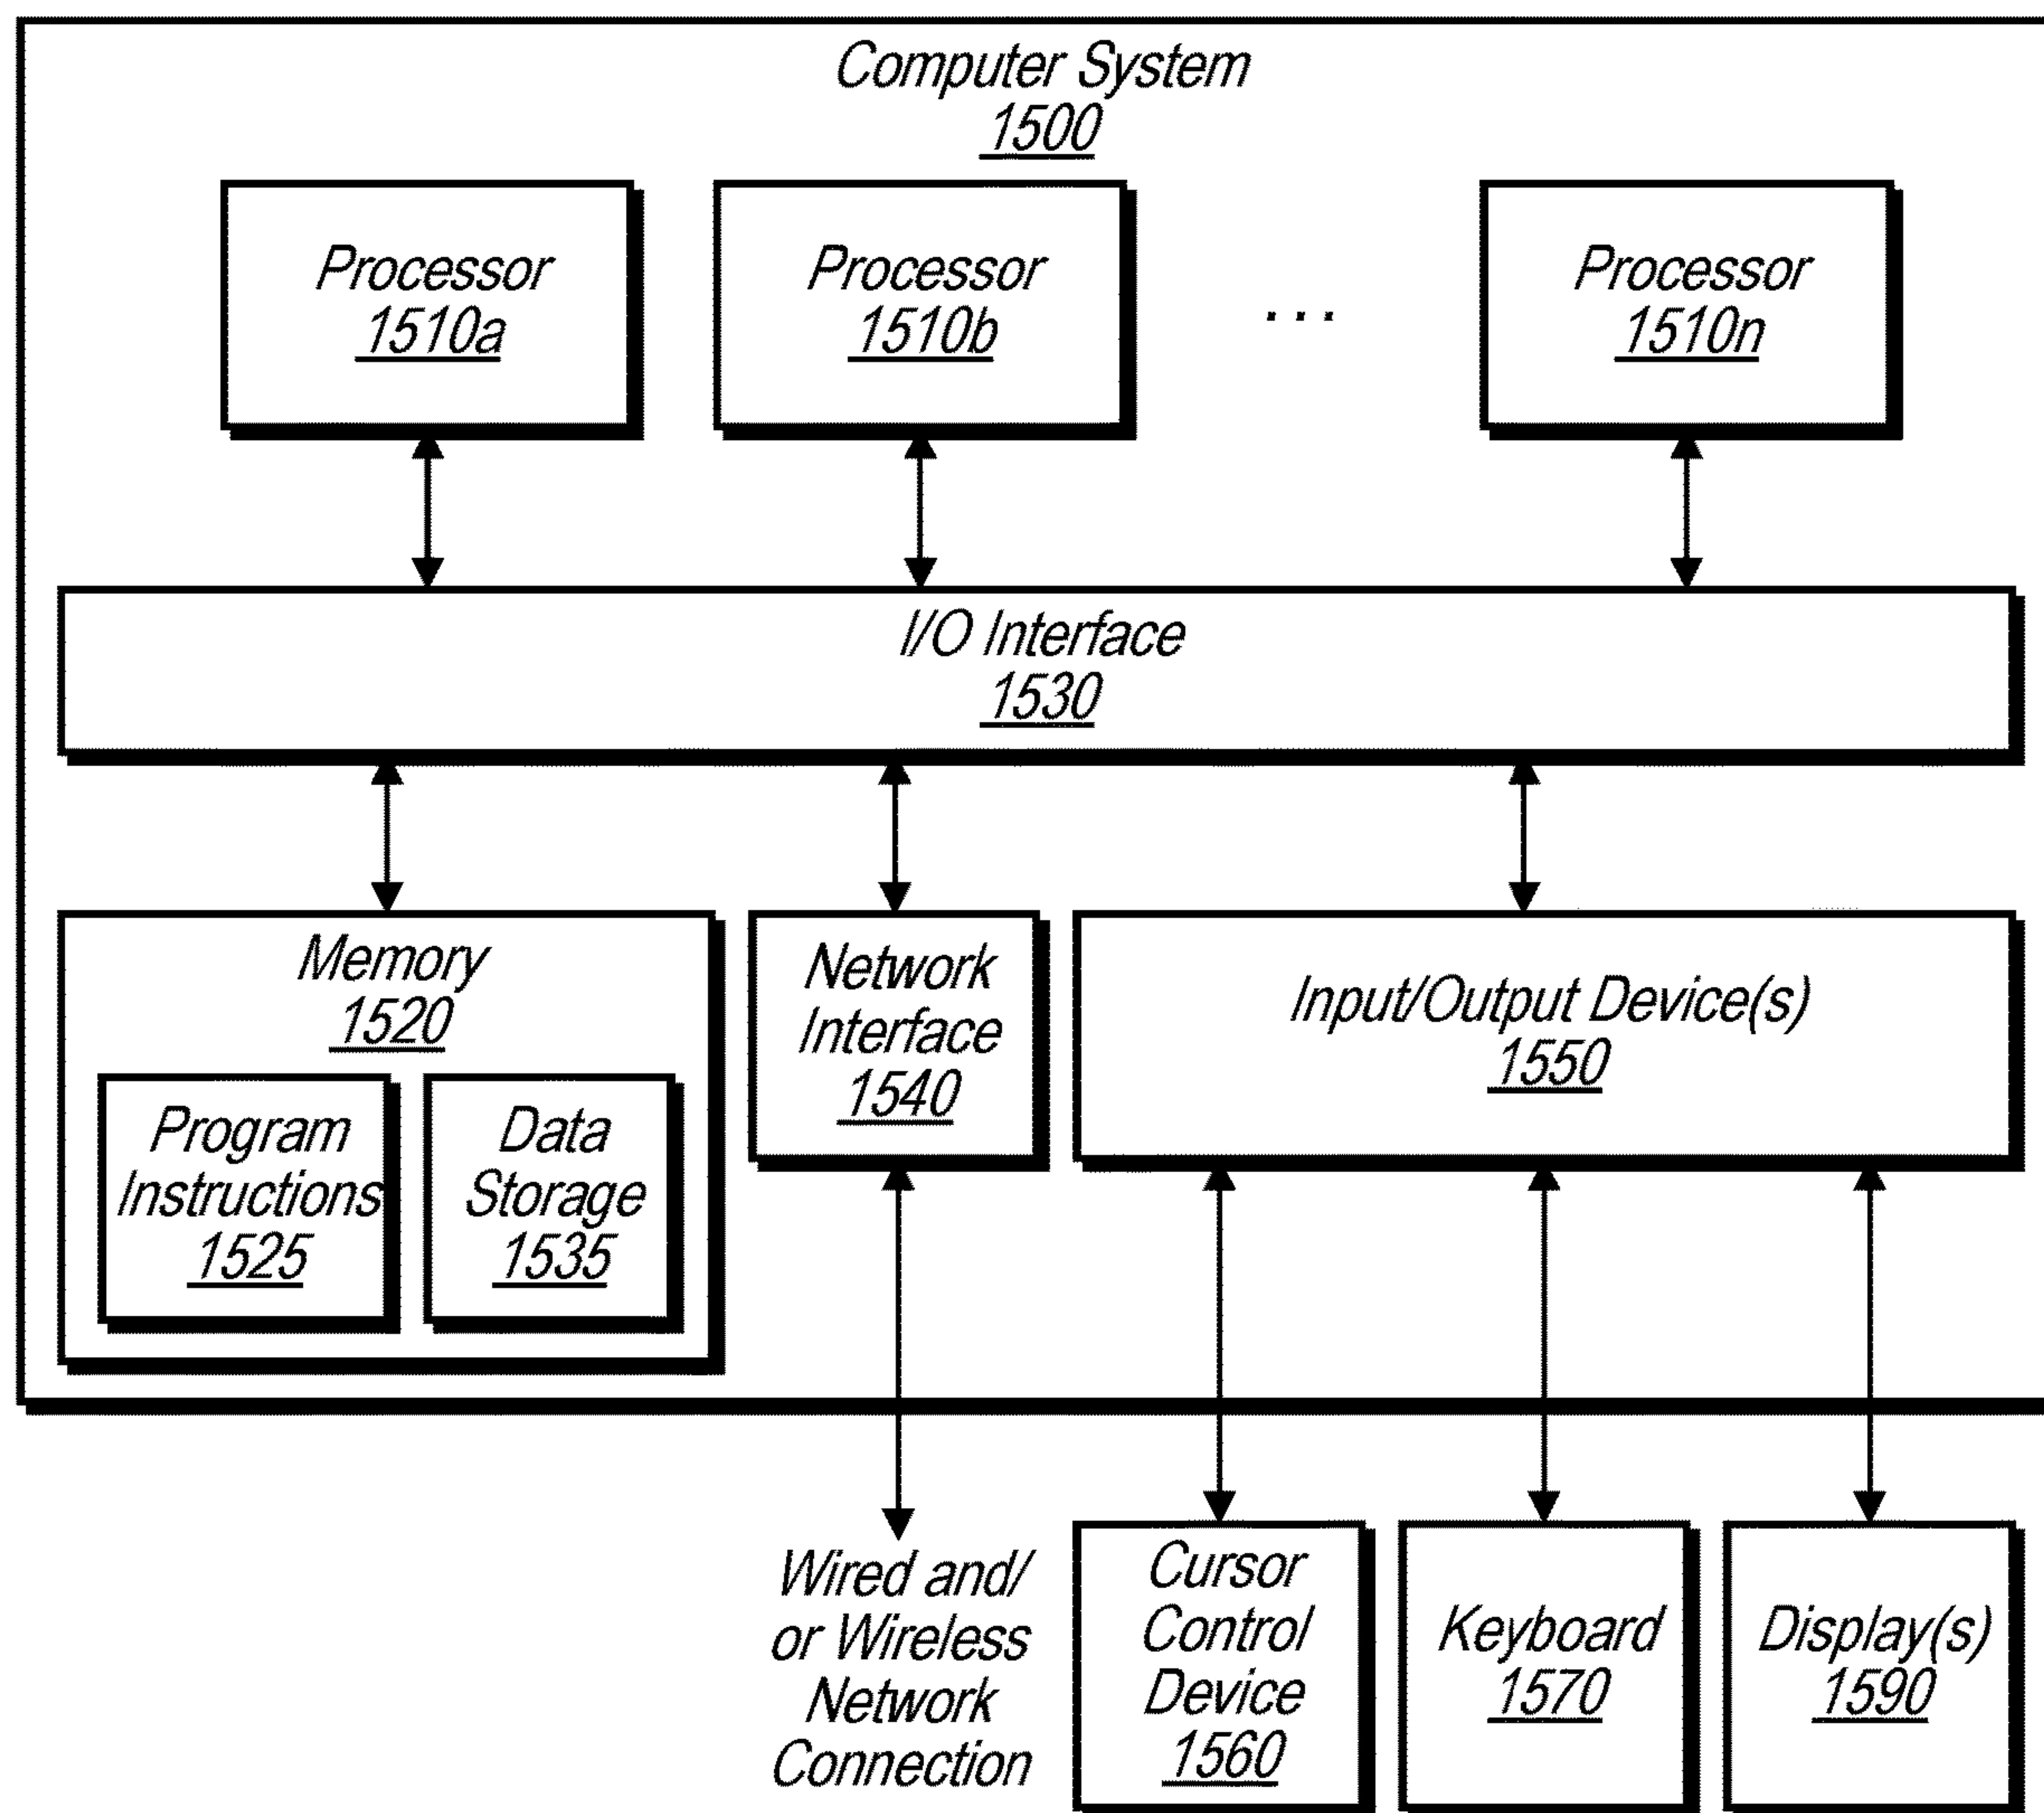 Computer System
1500
Processor
1510a
Processor
1510b
...
Processor
1510n
I/O Interface
1530
Memory
1520
Program
Instructions
1525
Data
Storage
1535
Network
Interface
1540
Input/Output Device(s)
1550
Wired and/
or Wireless
Network
Connection
Cursor
Control
Device
1560
Keyboard
1570
Display(s)
1590